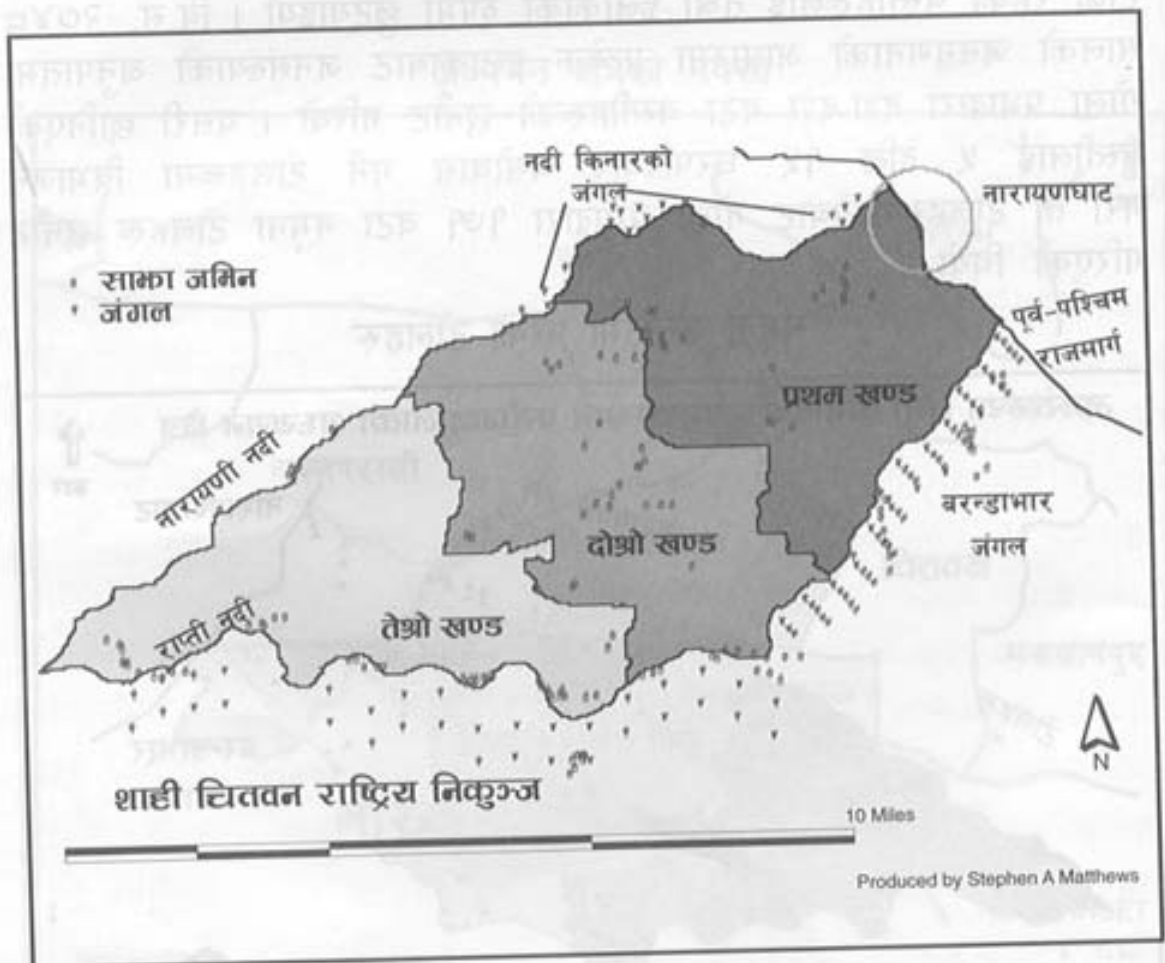 नदी किनारको
जंगल
नारायणघाट
साझा जमिन
जंगल
पूर्व-पश्चिम
राजमार्ग
प्रथम खण्ड
नारायणी नदी
बरन्डाभार
जंगल
दोश्रो खण्ड
राप्ती नदी
तेश्रो खण्ड
N
शाही चितवन राष्ट्रिय निकुञ्ज
10 Miles
Produced by Stephen A Matthews